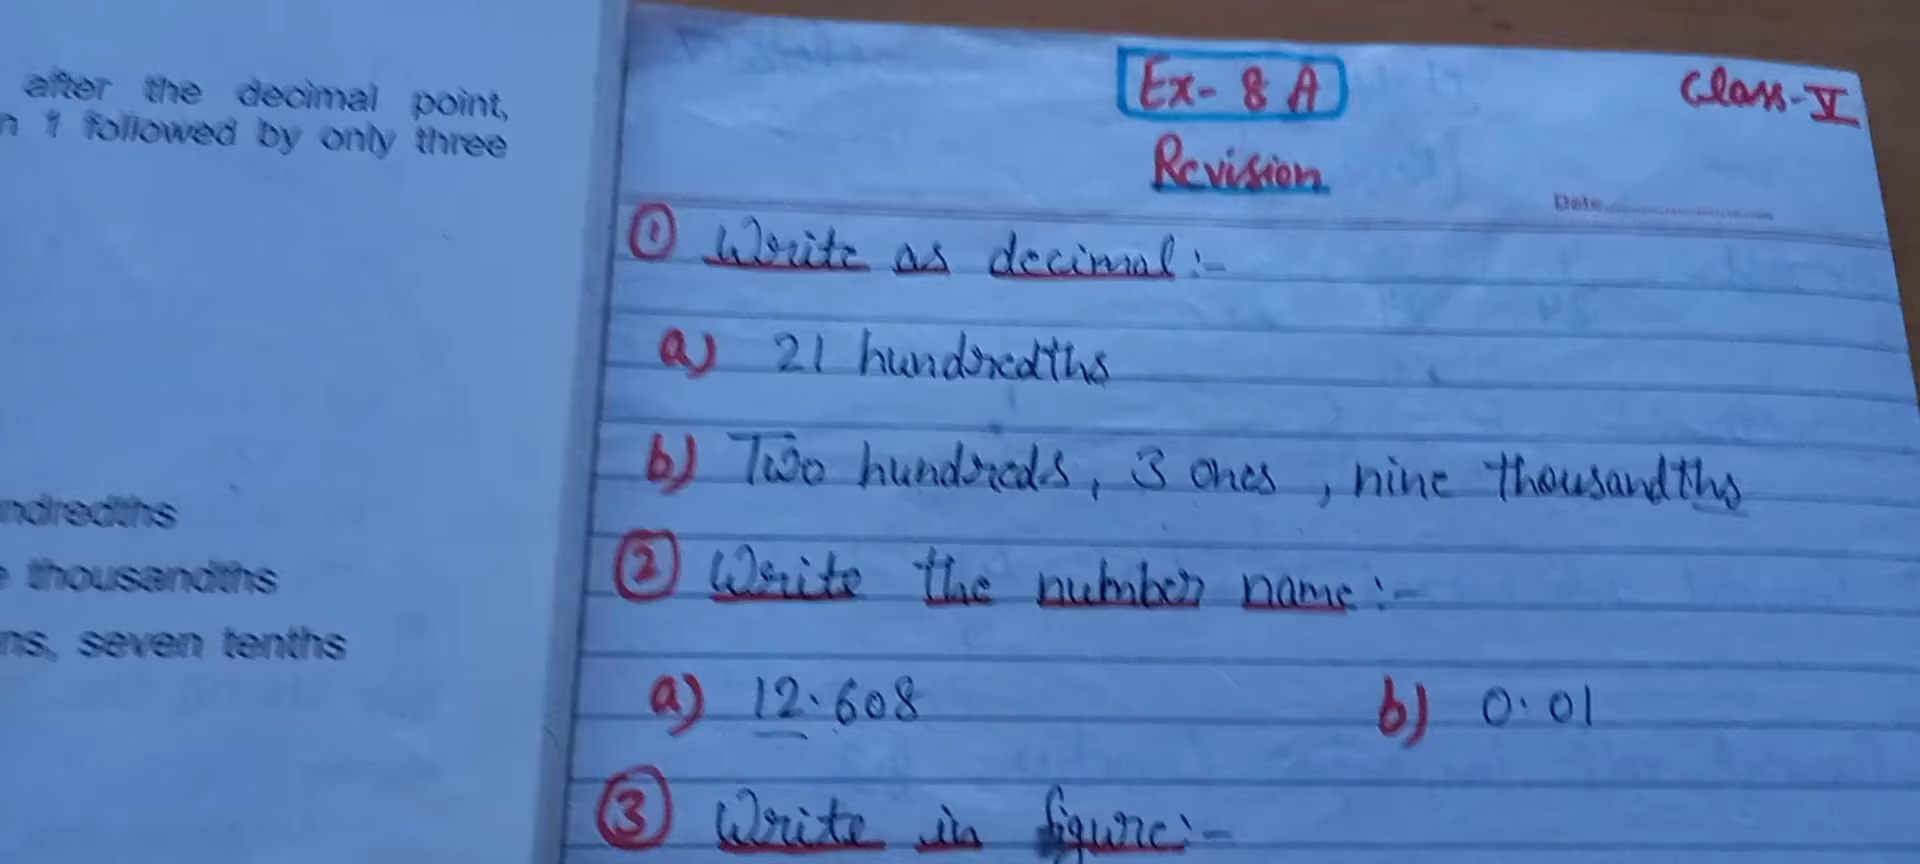 after the decimal point,
1 followed by only three
ndredths
thousandths
ns, seven tenths
Ex- 8 A
Class-V
Revision
Date
① Write as decimal:-
a) 21 hundredths
b) Two hundreds, 3 ones, nine thousandths
② Write the number name:-
a) 12.608 b) 0.01
③ Write in figure:-